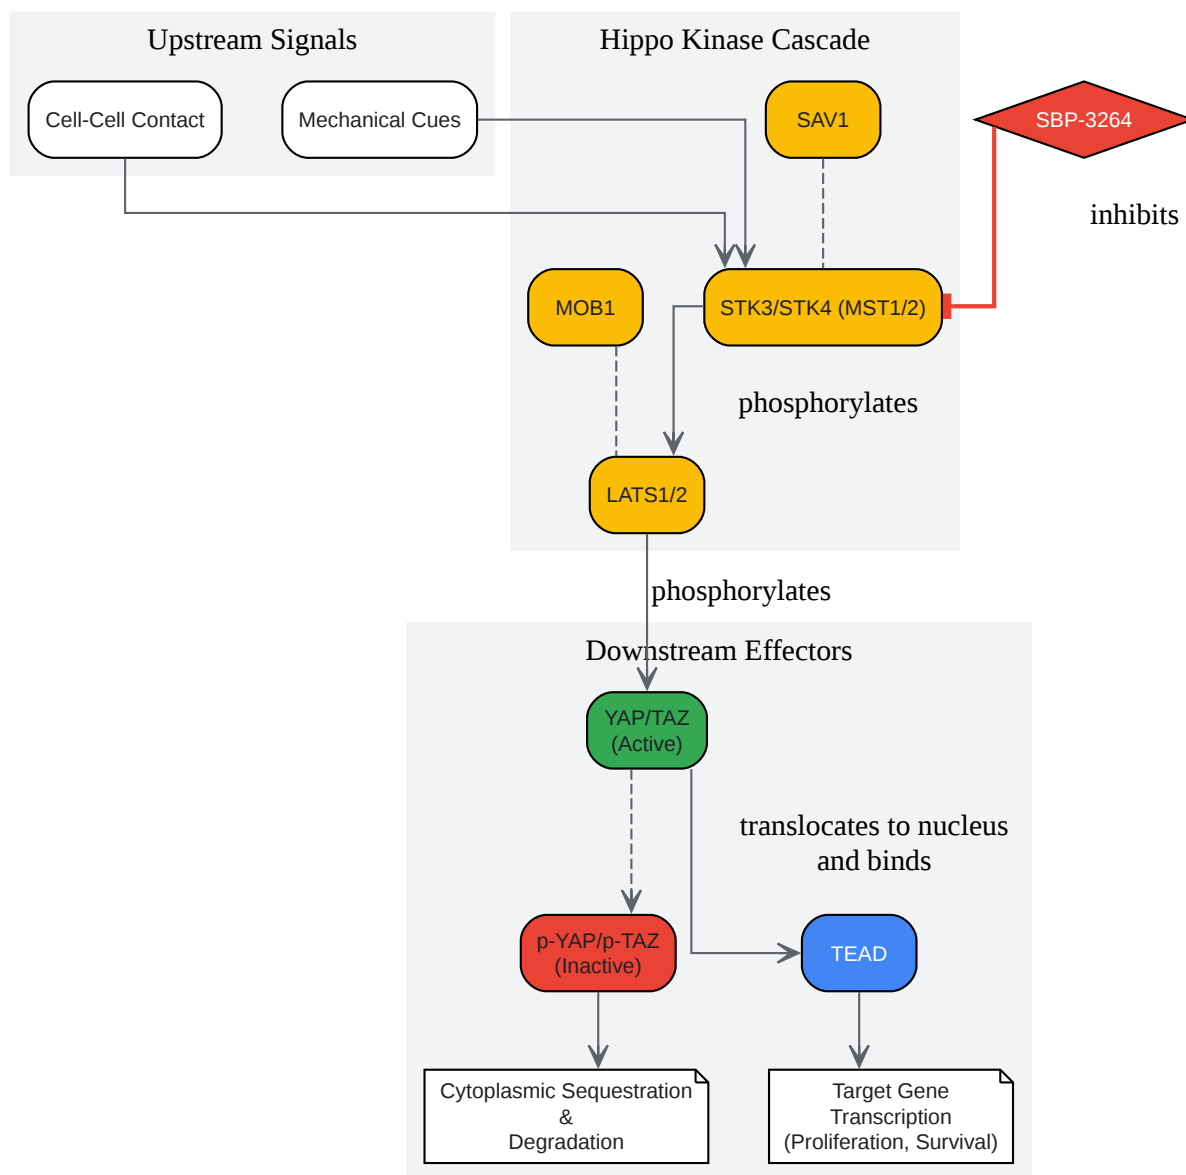 Upstream Signals
Hippo Kinase Cascade
Cell-Cell Contact
Mechanical Cues
SAV1
SBP-3264
inhibits
MOB1
STK3/STK4 (MST1/2)
phosphorylates
LATS1/2
phosphorylates
Downstream Effectors
YAP/TAZ
(Active)
translocates to nucleus
and binds
p-YAP/p-TAZ
(Inactive)
TEAD
Cytoplasmic Sequestration
&
Degradation
Target Gene
Transcription
(Proliferation, Survival)